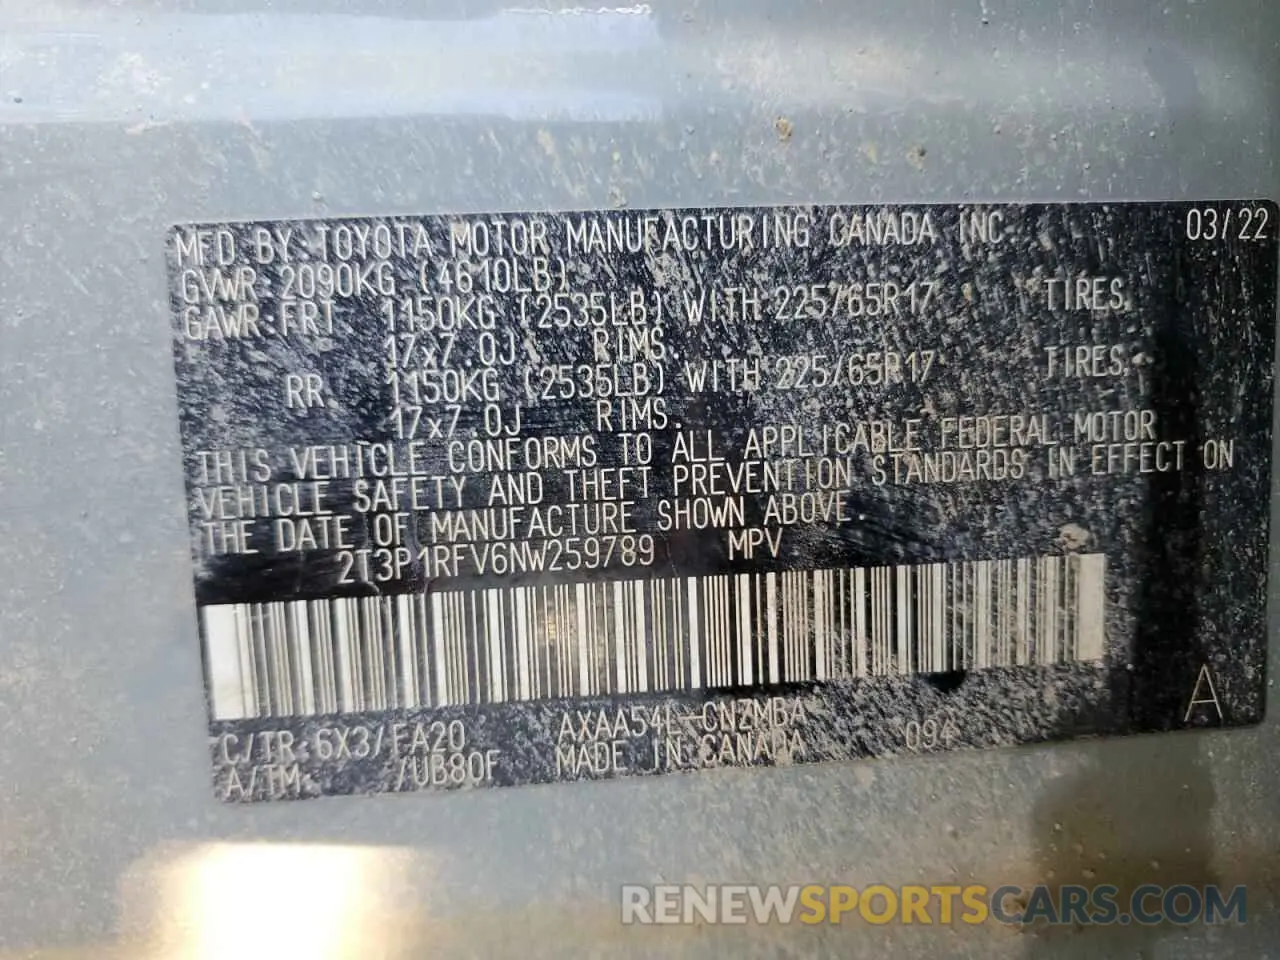 MFD. BY TOYOTA MOTOR MANUFACTURING CANADA INC. 03/22
GVWR 2090KG (4610LB)
GAWR FRT 1150KG (2535LB) WITH 225/65R17 TIRES,
17x7.0J RIMS.
RR. 1150KG (2535LB) WITH 225/65R17 TIRES,
17x7.0J RIMS.
THIS VEHICLE CONFORMS TO ALL APPLICABLE FEDERAL MOTOR
VEHICLE SAFETY AND THEFT PREVENTION STANDARDS IN EFFECT ON
THE DATE OF MANUFACTURE SHOWN ABOVE.
2T3P1RFV6NW259789 MPV
C/TR: 6X3/FA20 AXAA54L-CNZMBA 094 A
A/TM: /UB80F MADE IN CANADA
RENEWSPORTSCARS.COM